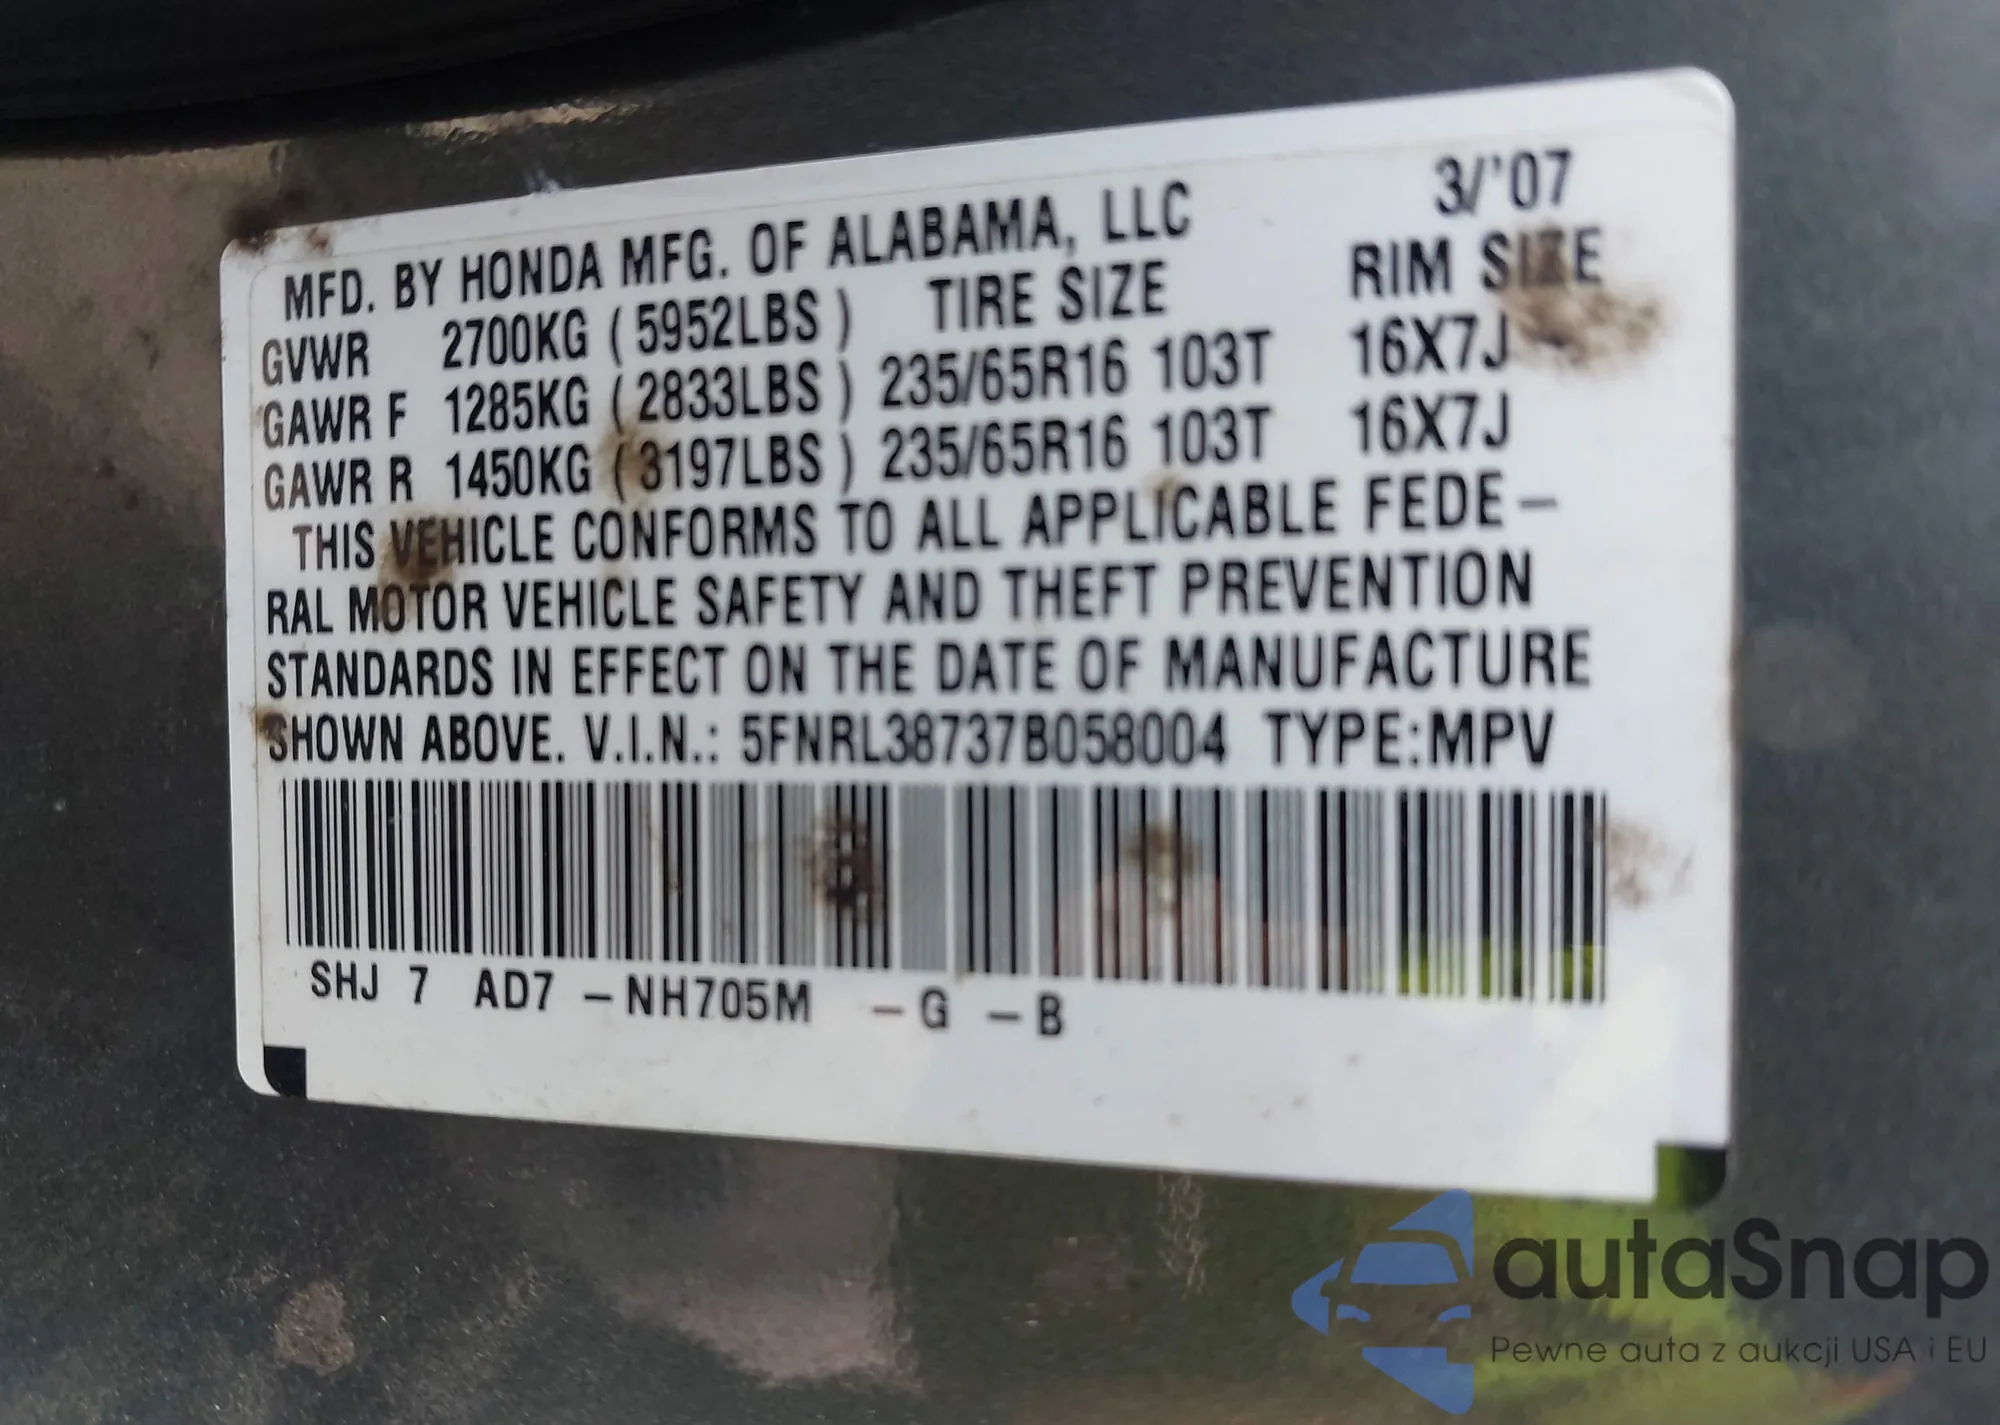 3/'07
MFD. BY HONDA MFG. OF ALABAMA, LLC
TIRE SIZE RIM SIZE
GVWR 2700KG ( 5952LBS )
GAWR F 1285KG ( 2833LBS ) 235/65R16 103T 16X7J
GAWR R 1450KG ( 3197LBS ) 235/65R16 103T 16X7J
THIS VEHICLE CONFORMS TO ALL APPLICABLE FEDE-
RAL MOTOR VEHICLE SAFETY AND THEFT PREVENTION
STANDARDS IN EFFECT ON THE DATE OF MANUFACTURE
SHOWN ABOVE. V.I.N.: 5FNRL38737B058004 TYPE:MPV
SHJ 7 AD7 -NH705M -G -B
autaSnap
Pewne auta z aukcji USA i EU